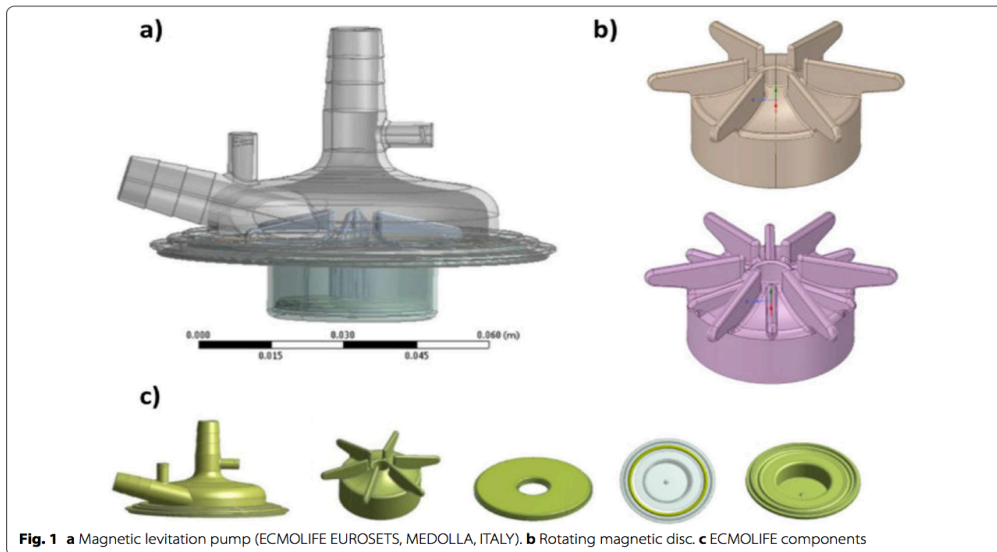 a)
b)
0.000
0.030
0.060 (m)
0.015
0.045
c)
Fig. 1 a Magnetic levitation pump (ECMOLIFE EUROSETS, MEDOLLA, ITALY). b Rotating magnetic disc. c ECMOLIFE components